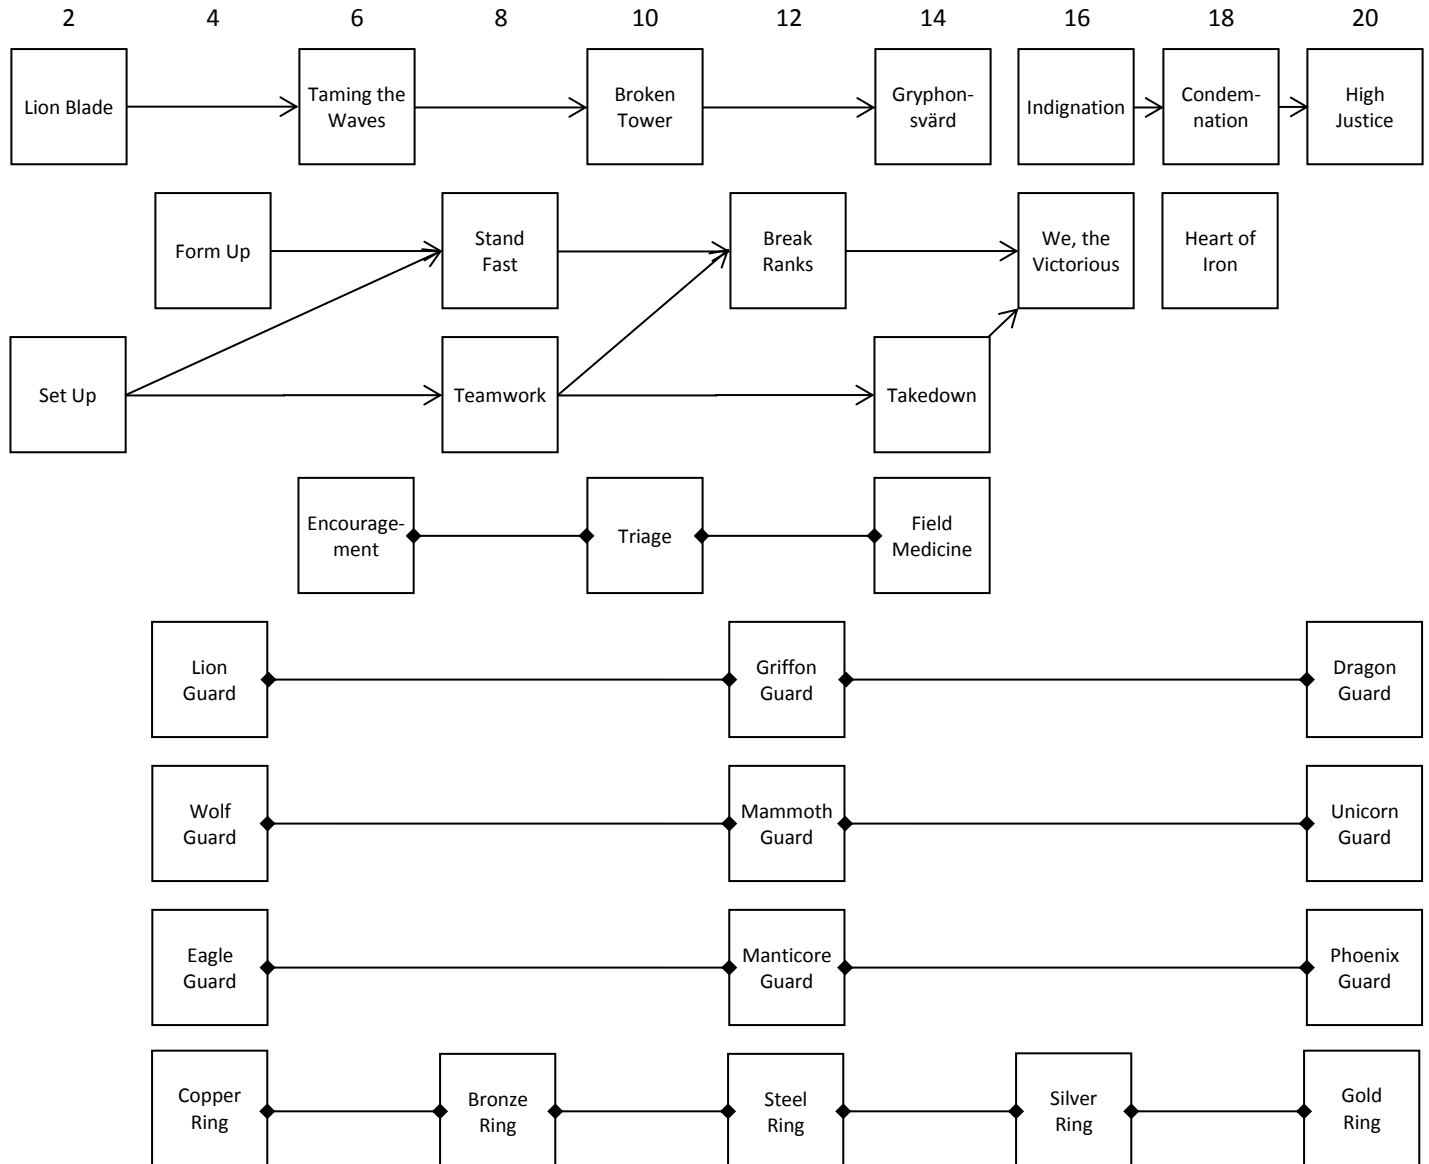 2 4 6 8 10 12 14 16 18 20
Lion Blade
Taming the
Waves
Broken
Tower
Gryphon-
svärd
Indignation
Condem-
nation
High
Justice
Form Up
Stand
Fast
Break
Ranks
We, the
Victorious
Heart of
Iron
Set Up
Teamwork
Takedown
Encourage-
ment
Triage
Field
Medicine
Lion
Guard
Griffon
Guard
Dragon
Guard
Wolf
Guard
Mammoth
Guard
Unicorn
Guard
Eagle
Guard
Manticore
Guard
Phoenix
Guard
Copper
Ring
Bronze
Ring
Steel
Ring
Silver
Ring
Gold
Ring